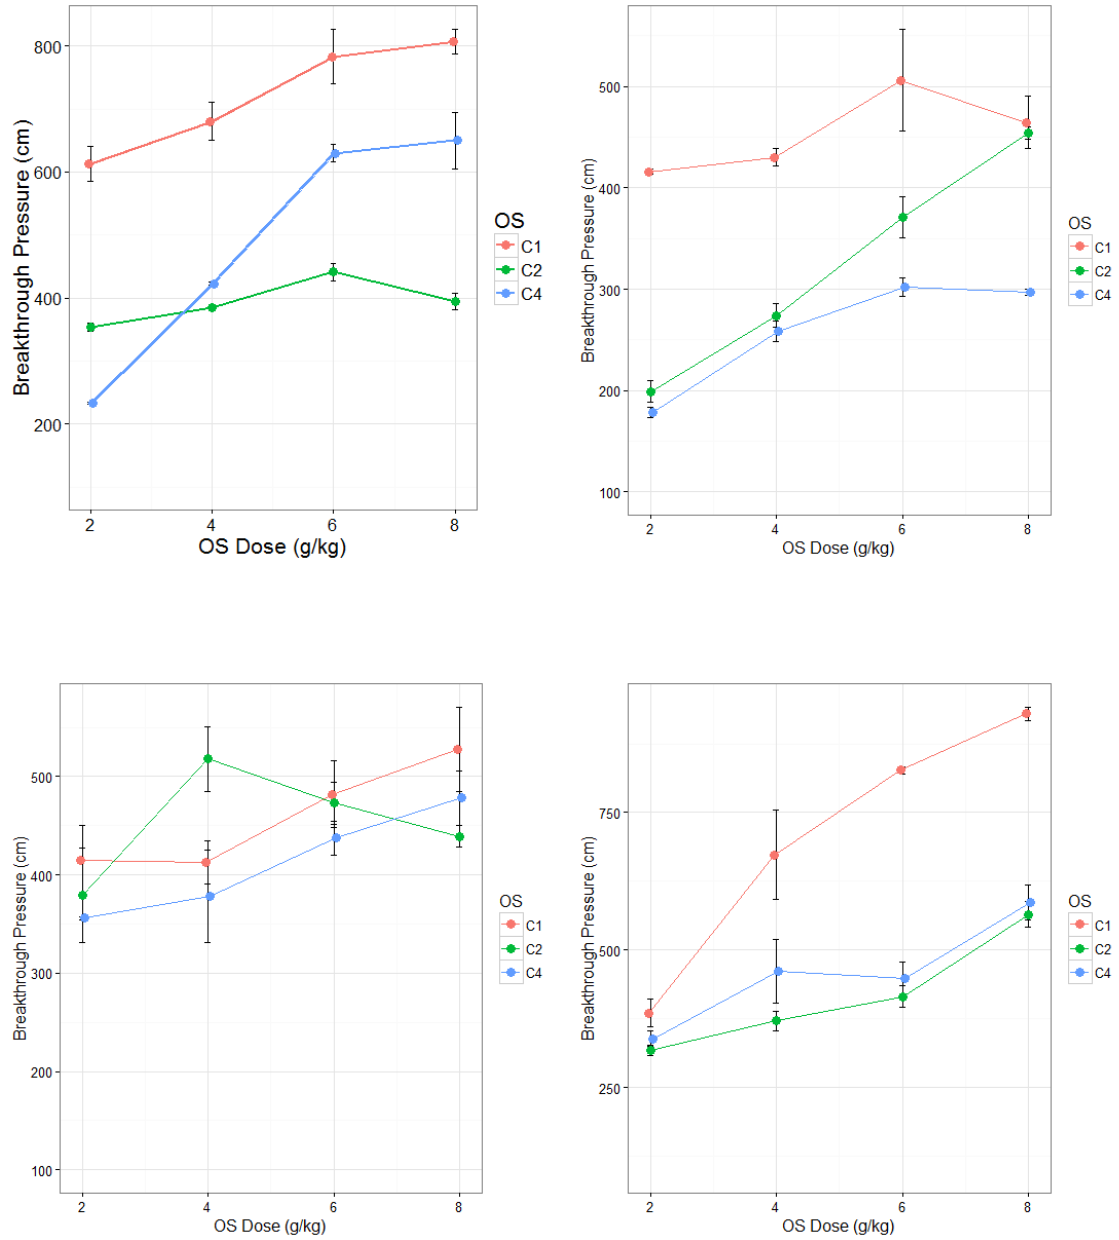 800
600
400
200
Breakthrough Pressure (cm)
2 4 6 8
OS Dose (g/kg)
OS
C1
C2
C4
500
400
300
200
100
Breakthrough Pressure (cm)
2 4 6 8
OS Dose (g/kg)
OS
C1
C2
C4
500
400
300
200
100
Breakthrough Pressure (cm)
2 4 6 8
OS Dose (g/kg)
OS
C1
C2
C4
750
500
250
Breakthrough Pressure (cm)
2 4 6 8
OS Dose (g/kg)
OS
C1
C2
C4